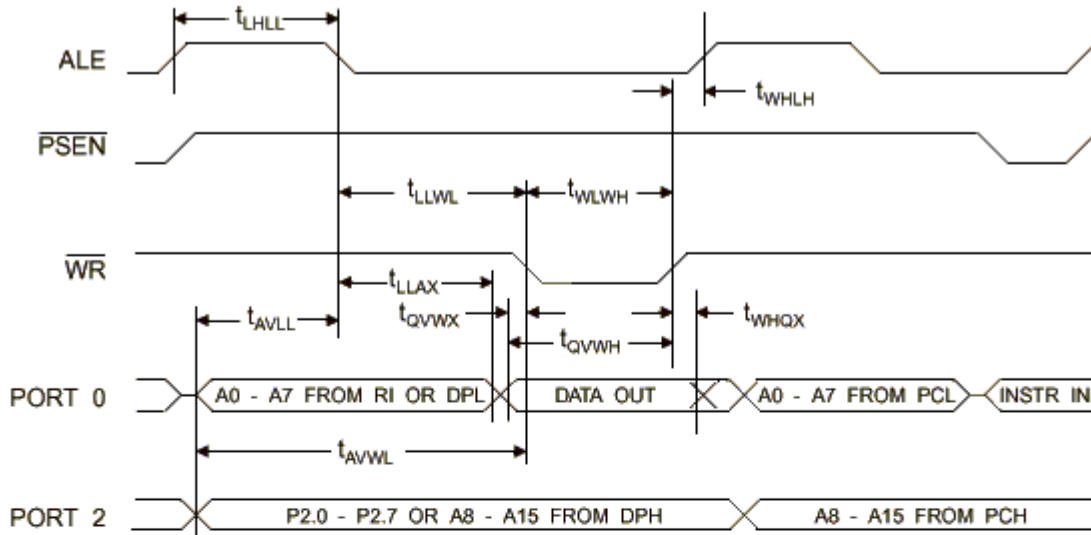 tLHLL
ALE
tWHLH
PSEN
tLLWL
tWLWH
WR
tLLAX
tAVLL
tQVWX
tWHQX
tQVWH
PORT 0
A0 - A7 FROM RI OR DPL
DATA OUT
A0 - A7 FROM PCL
INSTR IN
tAVWL
PORT 2
P2.0 - P2.7 OR A8 - A15 FROM DPH
A8 - A15 FROM PCH